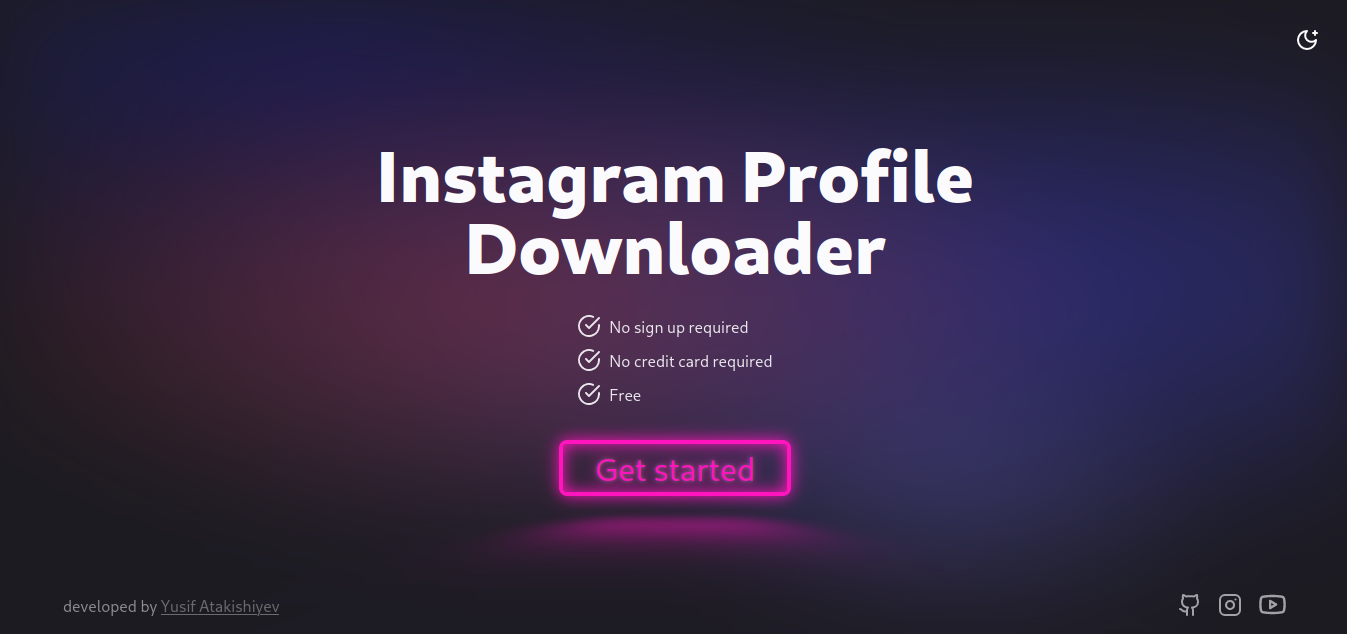 Instagram Profile
Downloader
No sign up required
No credit card required
Free
Get started
developed by Yusif Atakishiyev